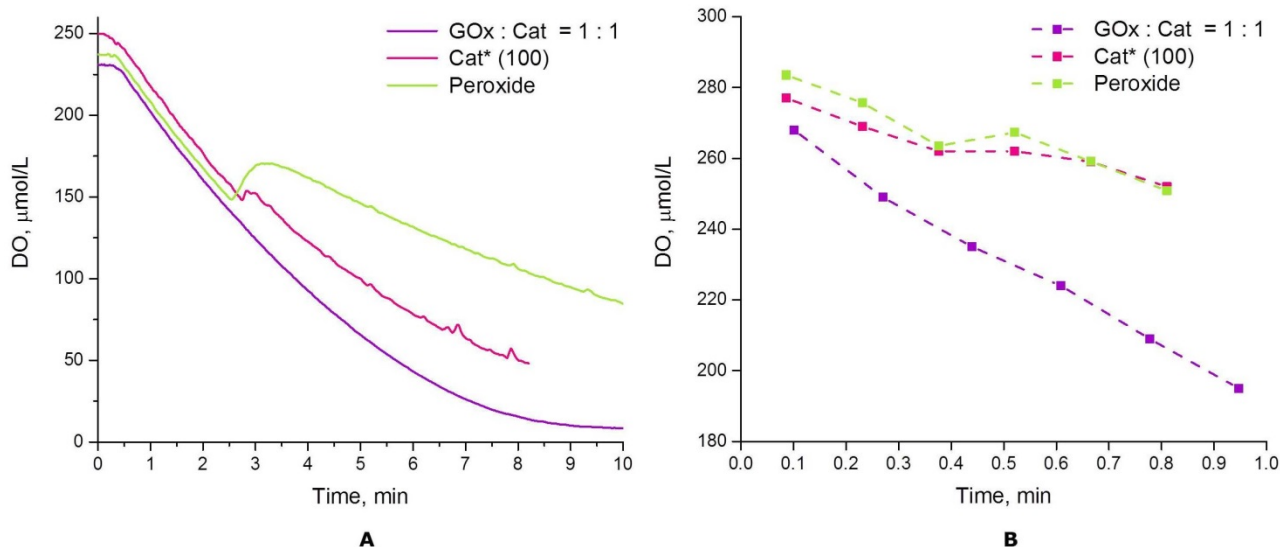 GOx : Cat = 1 : 1
Cat* (100)
Peroxide
250
200
150
100
50
0
DO, µmol/L
0 1 2 3 4 5 6 7 8 9 10
Time, min
A
GOx : Cat = 1 : 1
Cat* (100)
Peroxide
300
280
260
240
220
200
180
DO, µmol/L
0.0 0.1 0.2 0.3 0.4 0.5 0.6 0.7 0.8 0.9 1.0
Time, min
B